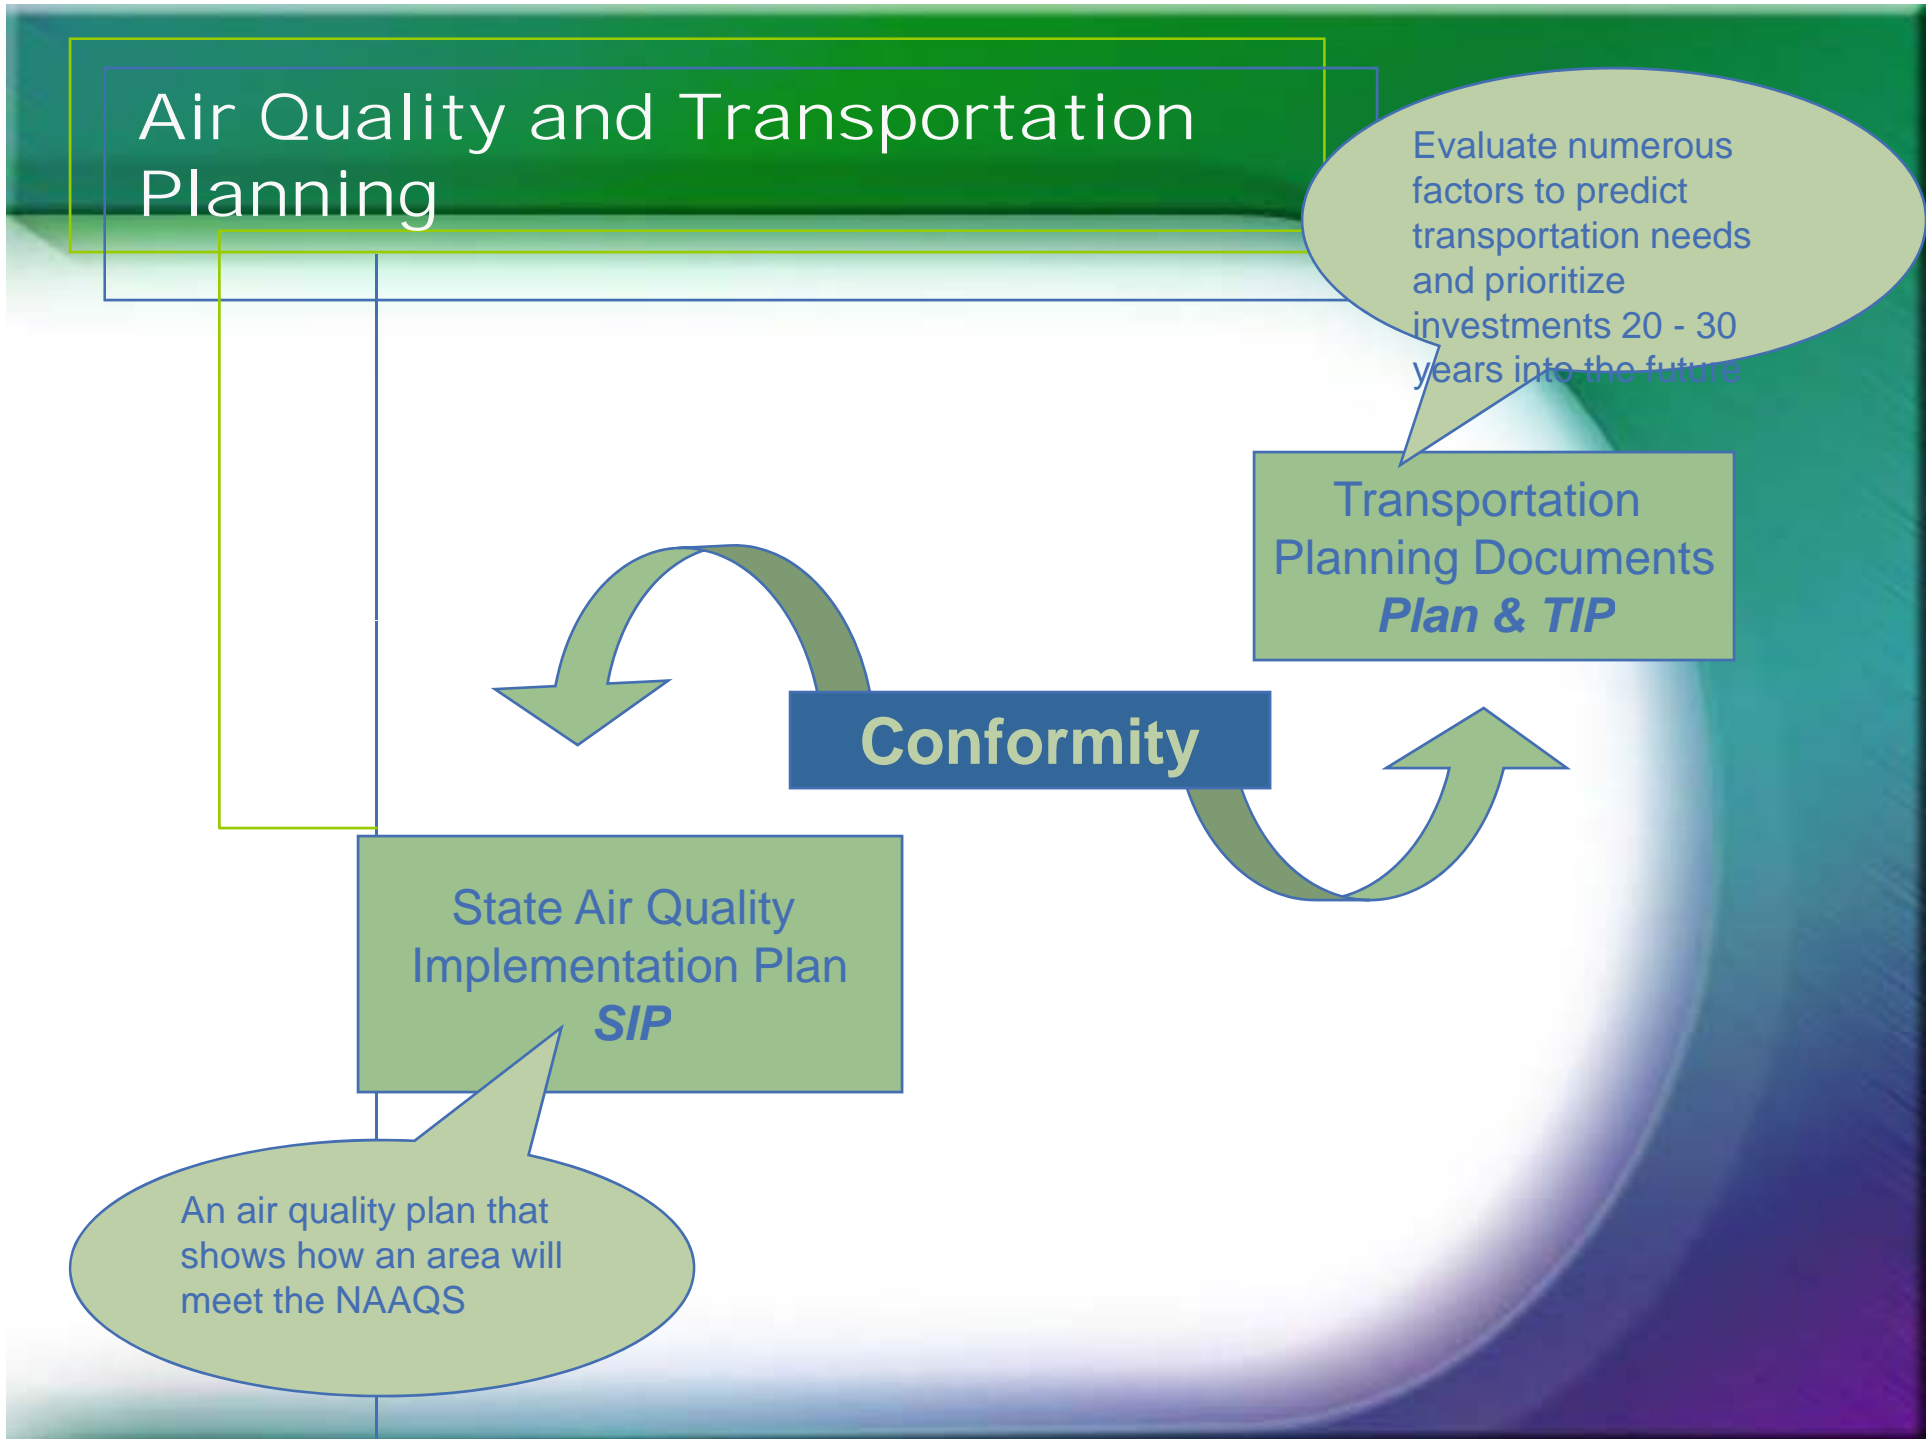 Air Quality and Transportation
Planning
Evaluate numerous
factors to predict
transportation needs
and prioritize
investments 20 - 30
years into the future
Transportation
Planning Documents
Plan & TIP
Conformity
State Air Quality
Implementation Plan
SIP
An air quality plan that
shows how an area will
meet the NAAQS